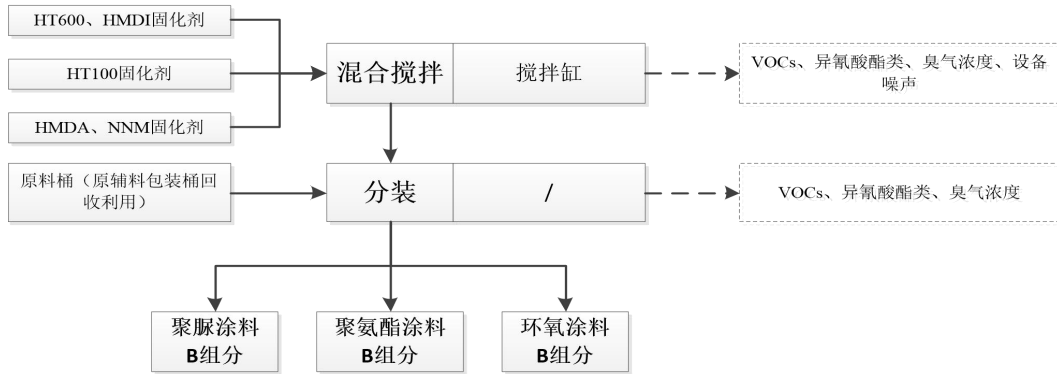 HT600、HMDI固化剂
HT100固化剂
HMDA、NNM固化剂
混合搅拌
搅拌缸
VOCs、异氰酸酯类、臭气浓度、设备
噪声
原料桶（原辅料包装桶回
收利用）
分装
/
VOCs、异氰酸酯类、臭气浓度
聚脲涂料
B组分
聚氨酯涂料
B组分
环氧涂料
B组分